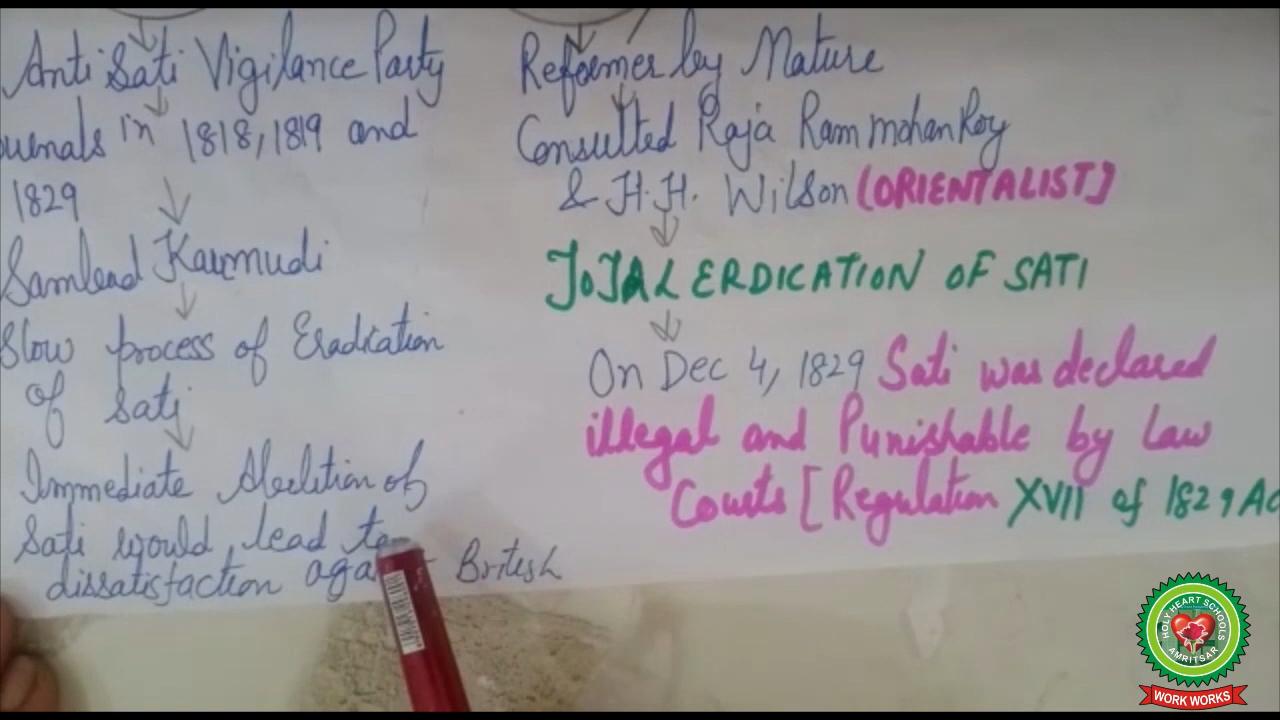 Anti Sati Vigilance Party
ournals in 1818, 1819 and
1829
Samlead Kaumudi
Slow process of Eradication
of Sati
Immediate Abolition of
Sati would lead to
dissatisfaction aga British
Reformer by Nature
Consulted Raja Rammohan Roy
& H.H. Wilson (ORIENTALIST)
TOTAL ERDICATION OF SATI
On Dec 4, 1829 Sati was declared
illegal and Punishable by Law
Courts [Regulation XVII of 1829 Ac
HOLY HEART SCHOOLS
AMRITSAR
WORK WORKS